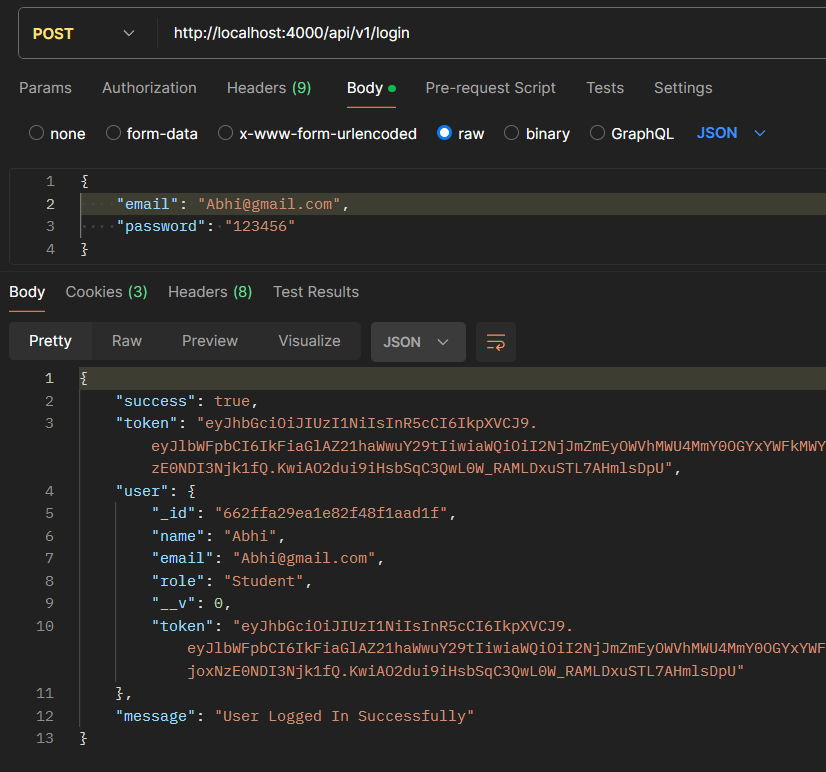 POST http://localhost:4000/api/v1/login
Params Authorization Headers (9) Body Pre-request Script Tests Settings
none form-data x-www-form-urlencoded raw binary GraphQL JSON
1 {
2 "email": "Abhi@gmail.com",
3 "password": "123456"
4 }
Body Cookies (3) Headers (8) Test Results
Pretty Raw Preview Visualize JSON
1 {
2 "success": true,
3 "token": "eyJhbGciOiJIUzI1NiIsInR5cCI6IkpXVCJ9.
eyJlbWFpbCI6IkFiaGlAZ21haWwuY29tIiwiaWQiOiI2NjJmZmEyOWVhMWU4MmY0OGYxYWFkMWY
zE0NDI3Njk1fQ.KwiAO2dui9iHsbSqC3QwL0W_RAMLDxuSTL7AHmlsDpU",
4 "user": {
5 "_id": "662ffa29ea1e82f48f1aad1f",
6 "name": "Abhi",
7 "email": "Abhi@gmail.com",
8 "role": "Student",
9 "__v": 0,
10 "token": "eyJhbGciOiJIUzI1NiIsInR5cCI6IkpXVCJ9.
eyJlbWFpbCI6IkFiaGlAZ21haWwuY29tIiwiaWQiOiI2NjJmZmEyOWVhMWU4MmY0OGYxYWF
joxNzE0NDI3Njk1fQ.KwiAO2dui9iHsbSqC3QwL0W_RAMLDxuSTL7AHmlsDpU"
11 },
12 "message": "User Logged In Successfully"
13 }